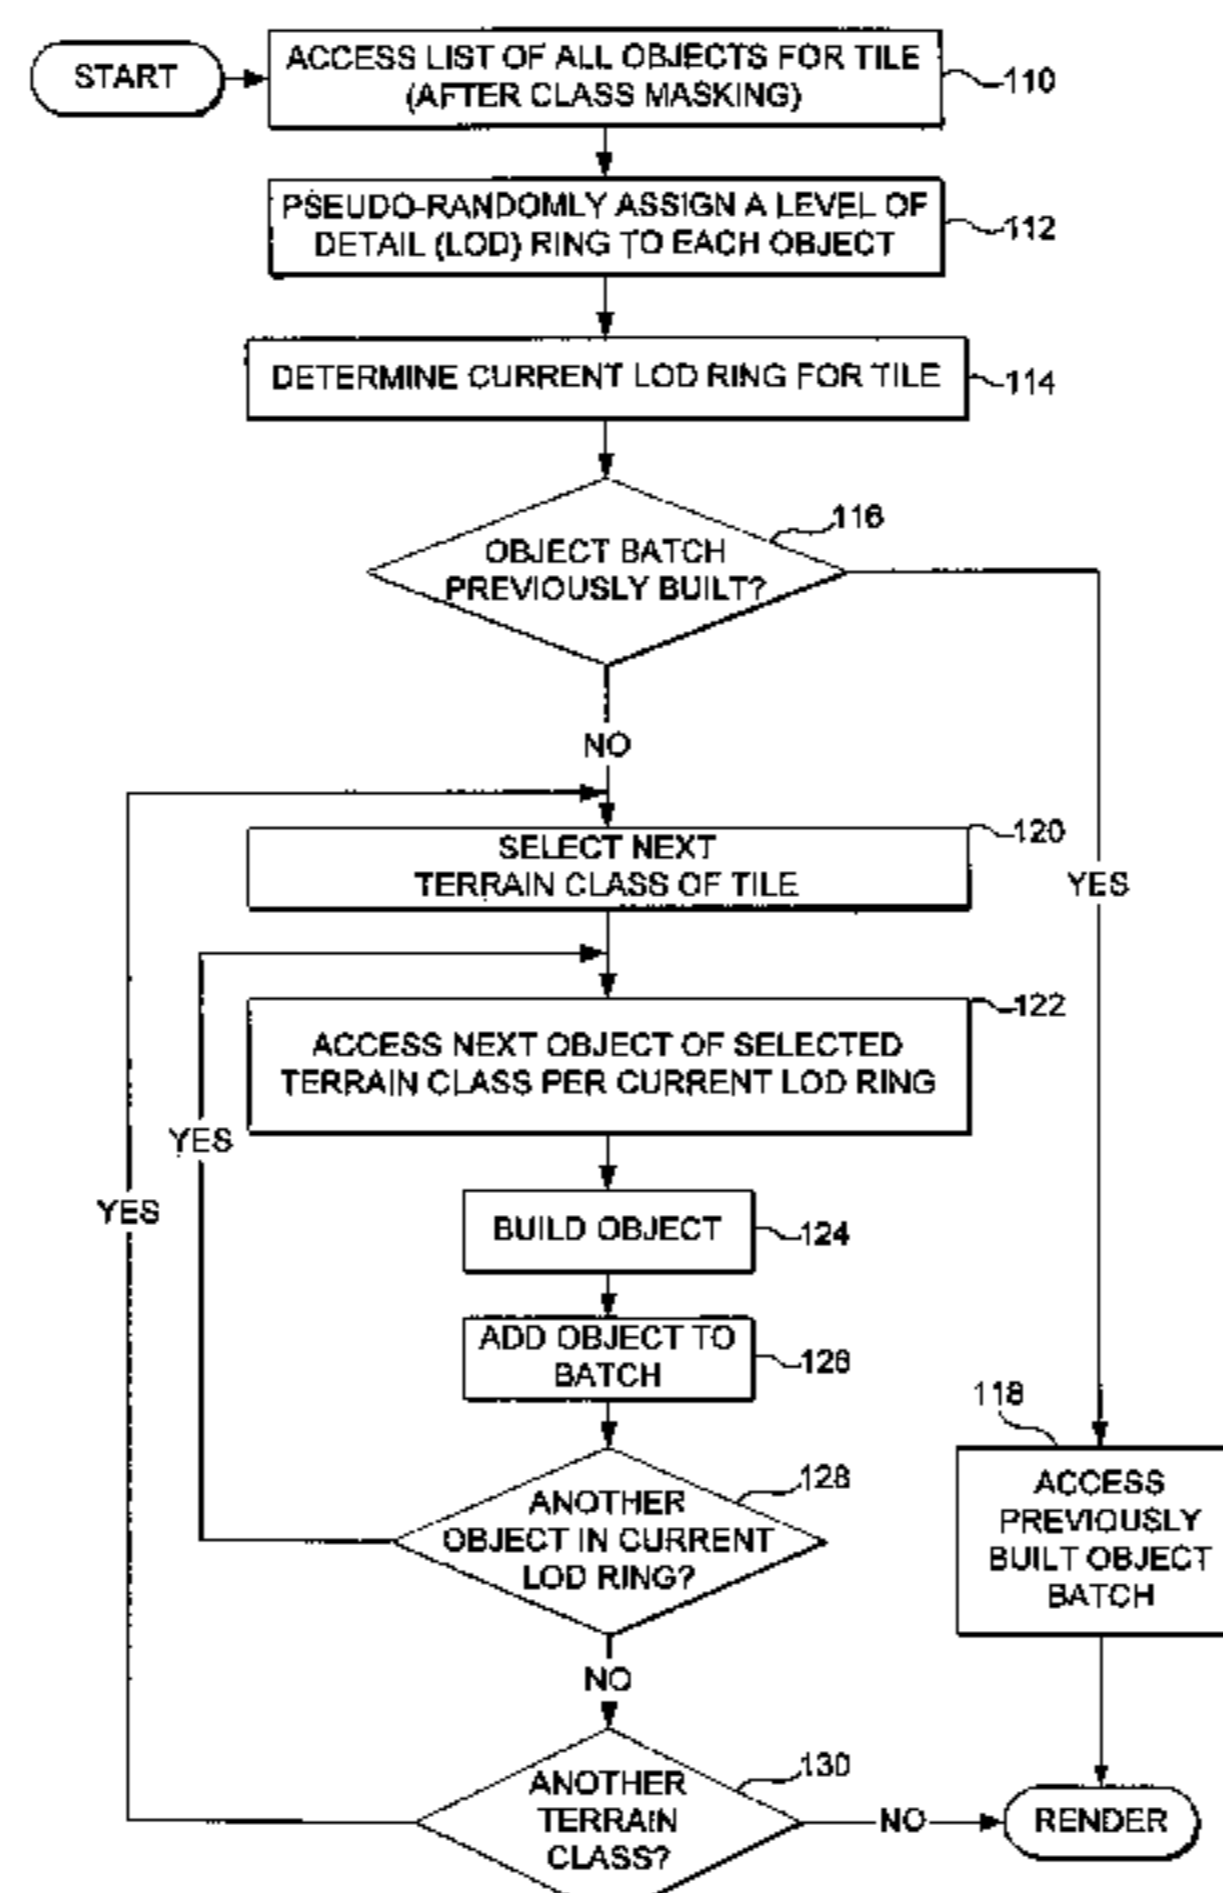 START
ACCESS LIST OF ALL OBJECTS FOR TILE
(AFTER CLASS MASKING)
110
PSEUDO-RANDOMLY ASSIGN A LEVEL OF
DETAIL (LOD) RING TO EACH OBJECT
112
DETERMINE CURRENT LOD RING FOR TILE
114
116
OBJECT BATCH
PREVIOUSLY BUILT?
NO
YES
120
SELECT NEXT
TERRAIN CLASS OF TILE
122
ACCESS NEXT OBJECT OF SELECTED
TERRAIN CLASS PER CURRENT LOD RING
YES
YES
BUILD OBJECT
124
ADD OBJECT TO
BATCH
126
128
ANOTHER
OBJECT IN CURRENT
LOD RING?
118
ACCESS
PREVIOUSLY
BUILT OBJECT
BATCH
NO
130
ANOTHER
TERRAIN
CLASS?
NO
RENDER